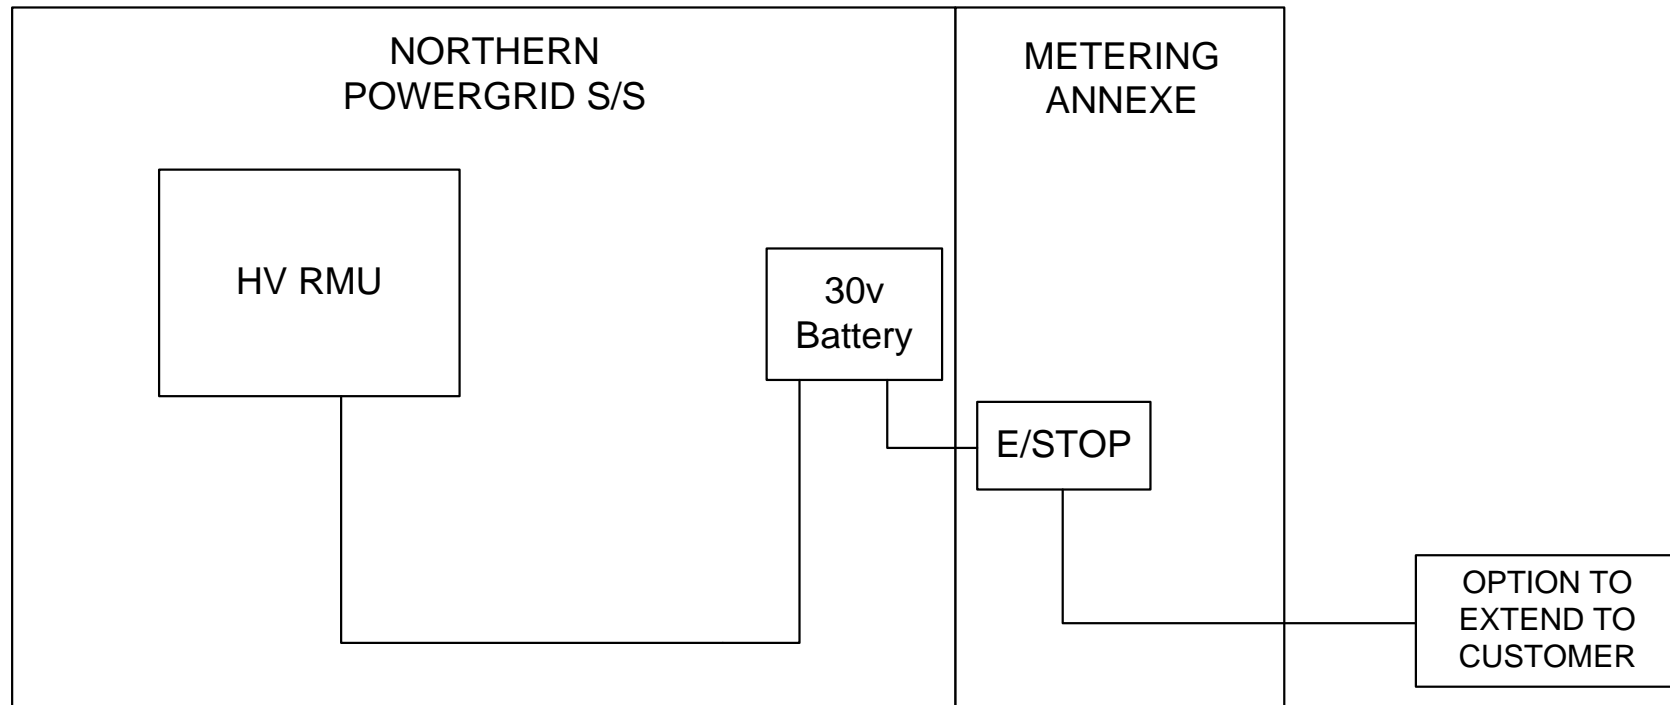 NORTHERN
POWERGRID S/S
METERING
ANNEXE
HV RMU
30v
Battery
E/STOP
OPTION TO
EXTEND TO
CUSTOMER